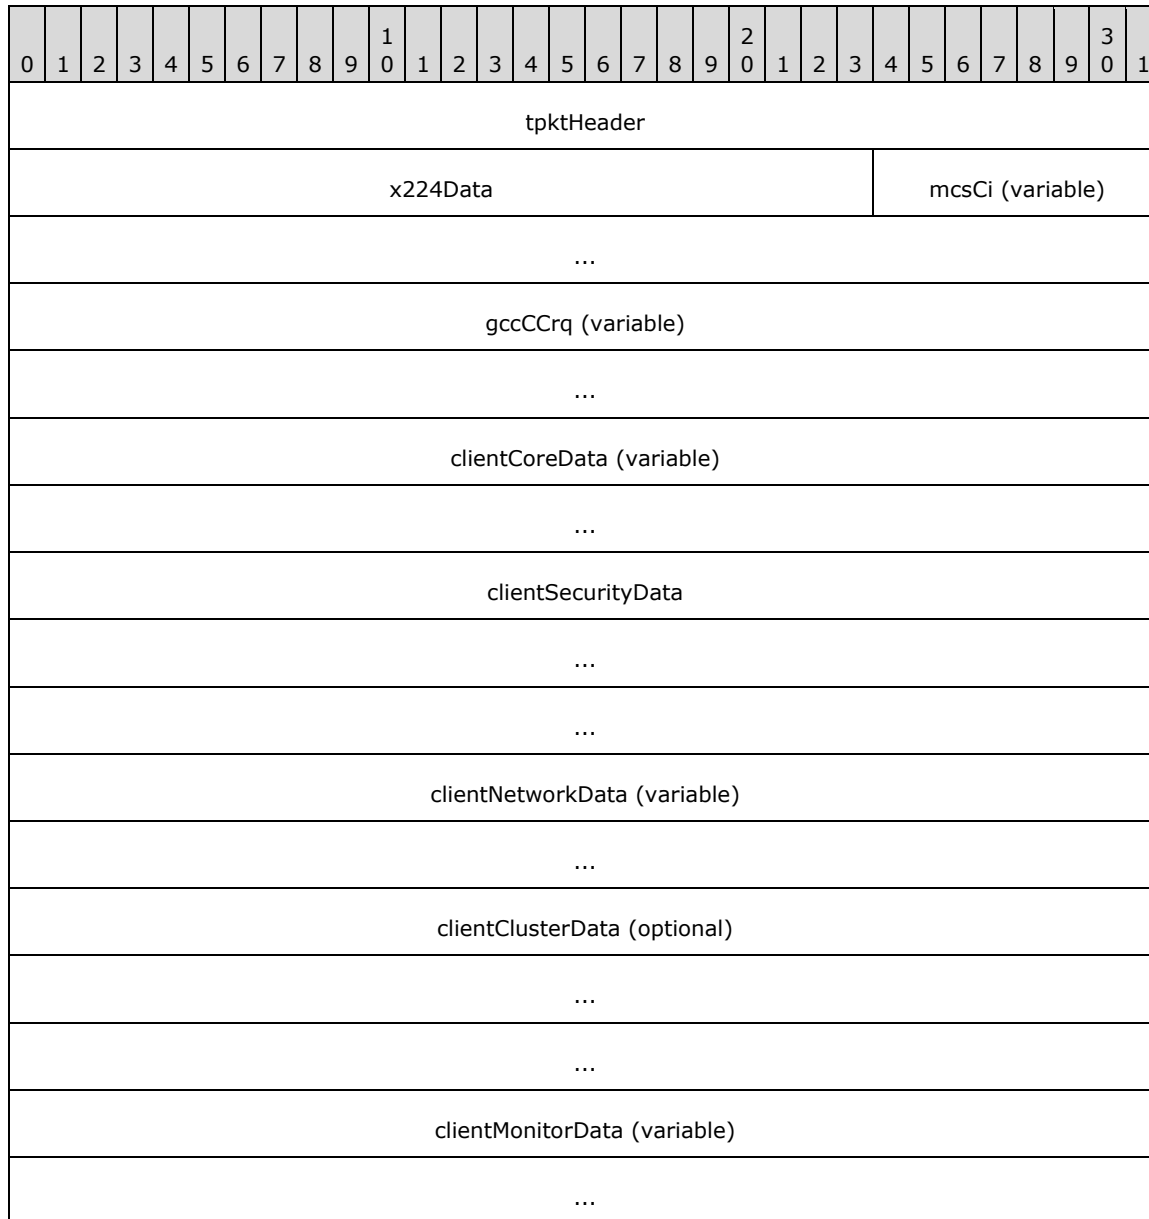 1 2 3
0 1 2 3 4 5 6 7 8 9 0 1 2 3 4 5 6 7 8 9 0 1 2 3 4 5 6 7 8 9 0 1
tpktHeader
x224Data mcsCi (variable)
...
gccCCrq (variable)
...
clientCoreData (variable)
...
clientSecurityData
...
...
clientNetworkData (variable)
...
clientClusterData (optional)
...
...
clientMonitorData (variable)
...